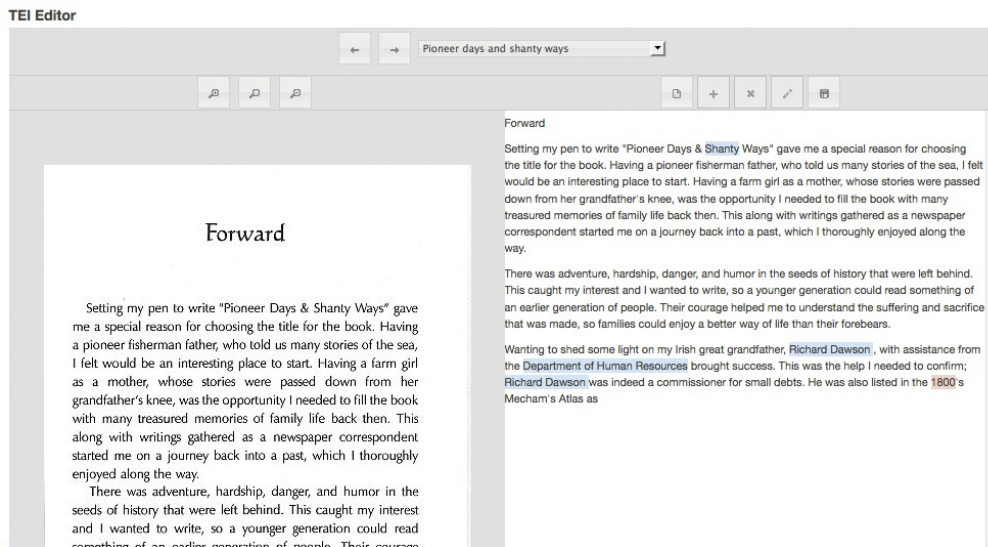 TEI Editor
Pioneer days and shanty ways
Forward
Setting my pen to write "Pioneer Days & Shanty Ways" gave
me a special reason for choosing the title for the book. Having
a pioneer fisherman father, who told us many stories of the sea,
I felt would be an interesting place to start. Having a farm girl
as a mother, whose stories were passed down from her
grandfather's knee, was the opportunity I needed to fill the book
with many treasured memories of family life back then. This
along with writings gathered as a newspaper correspondent
started me on a journey back into a past, which I thoroughly
enjoyed along the way.
There was adventure, hardship, danger, and humor in the
seeds of history that were left behind. This caught my interest
and I wanted to write, so a younger generation could read
something of an earlier generation of people. Their courage
Forward
Setting my pen to write "Pioneer Days & Shanty Ways" gave me a special reason for choosing
the title for the book. Having a pioneer fisherman father, who told us many stories of the sea, I felt
would be an interesting place to start. Having a farm girl as a mother, whose stories were passed
down from her grandfather's knee, was the opportunity I needed to fill the book with many
treasured memories of family life back then. This along with writings gathered as a newspaper
correspondent started me on a journey back into a past, which I thoroughly enjoyed along the
way.
There was adventure, hardship, danger, and humor in the seeds of history that were left behind.
This caught my interest and I wanted to write, so a younger generation could read something of
an earlier generation of people. Their courage helped me to understand the suffering and sacrifice
that was made, so families could enjoy a better way of life than their forebears.
Wanting to shed some light on my Irish great grandfather, Richard Dawson , with assistance from
the Department of Human Resources brought success. This was the help I needed to confirm;
Richard Dawson was indeed a commissioner for small debts. He was also listed in the 1800's
Mecham's Atlas as